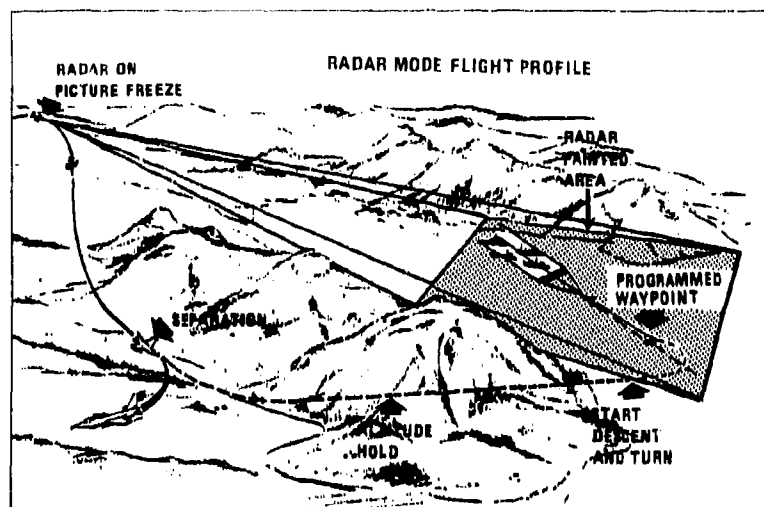 RADAR MODE FLIGHT PROFILE
RADAR ON
PICTURE FREEZE
RADAR
PAINTED
AREA
PROGRAMMED
WAYPOINT
SEPARATION
ALTITUDE
HOLD
START
DESCENT
AND TURN